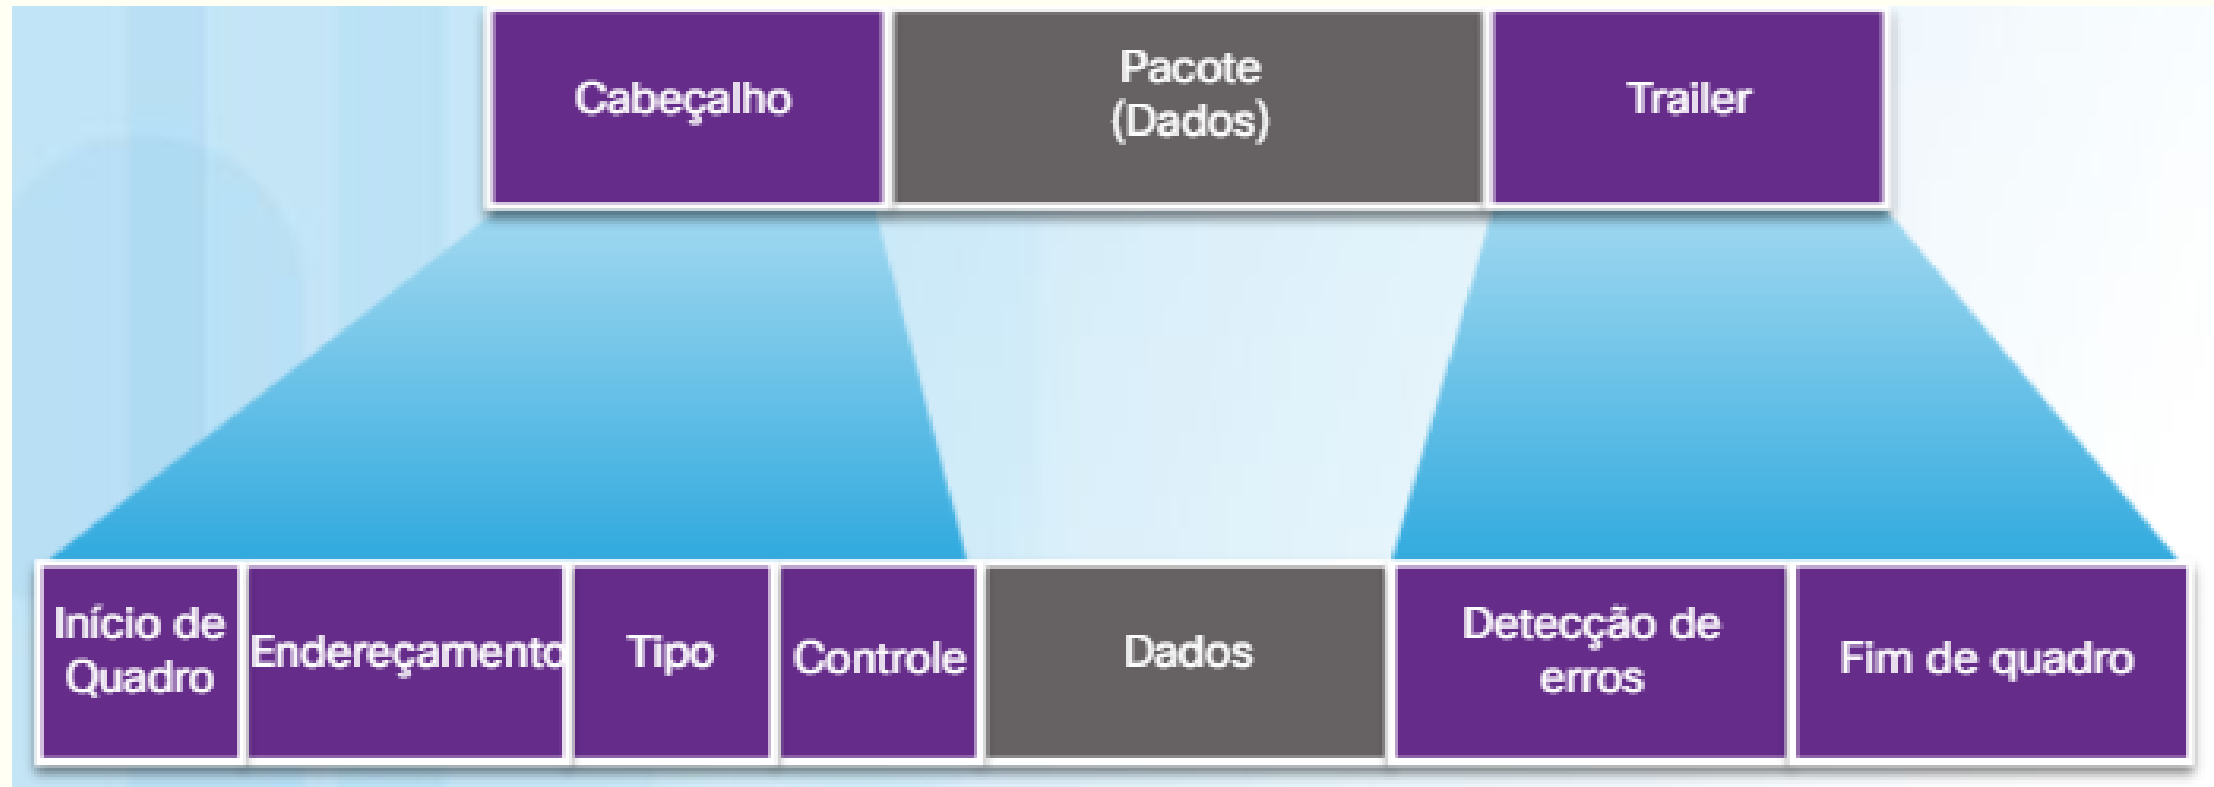 Cabeçalho
Pacote
(Dados)
Trailer
Início de
Quadro
Endereçamento
Tipo
Controle
Dados
Detecção de
erros
Fim de quadro